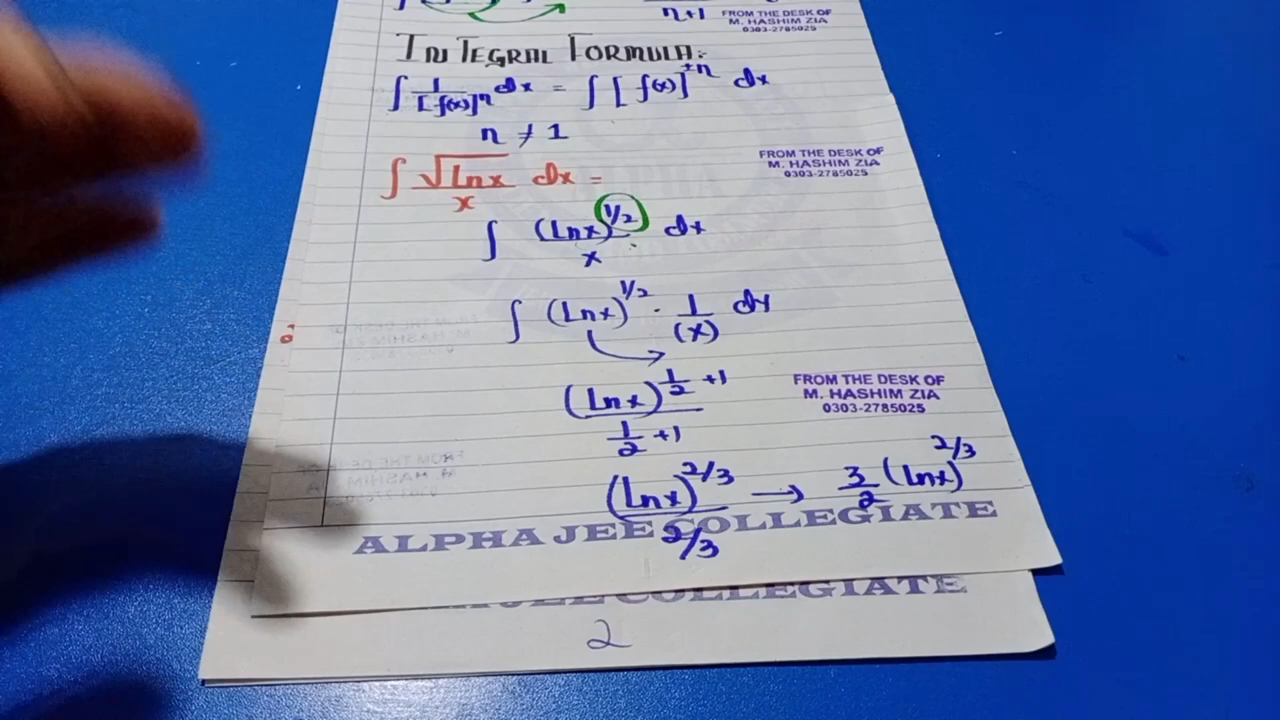 n+1
FROM THE DESK OF
M. HASHIM ZIA
0303-2785025
INTEGRAL FORMULA:
∫ 1/[f(x)]ⁿ dx = ∫ [f(x)]^±n dx
n ≠ 1
∫ √Lnx/x dx =
FROM THE DESK OF
M. HASHIM ZIA
0303-2785025
∫ (Lnx)^1/2 / x dx
∫ (Lnx)^1/2 · 1/(x) dx
(Lnx)^1/2 +1 / 1/2 +1
FROM THE DESK OF
M. HASHIM ZIA
0303-2785025
(Lnx)^2/3 / 2/3 → 3/2 (Lnx)^2/3
ALPHA JEE COLLEGIATE
JEE COLLEGIATE
2